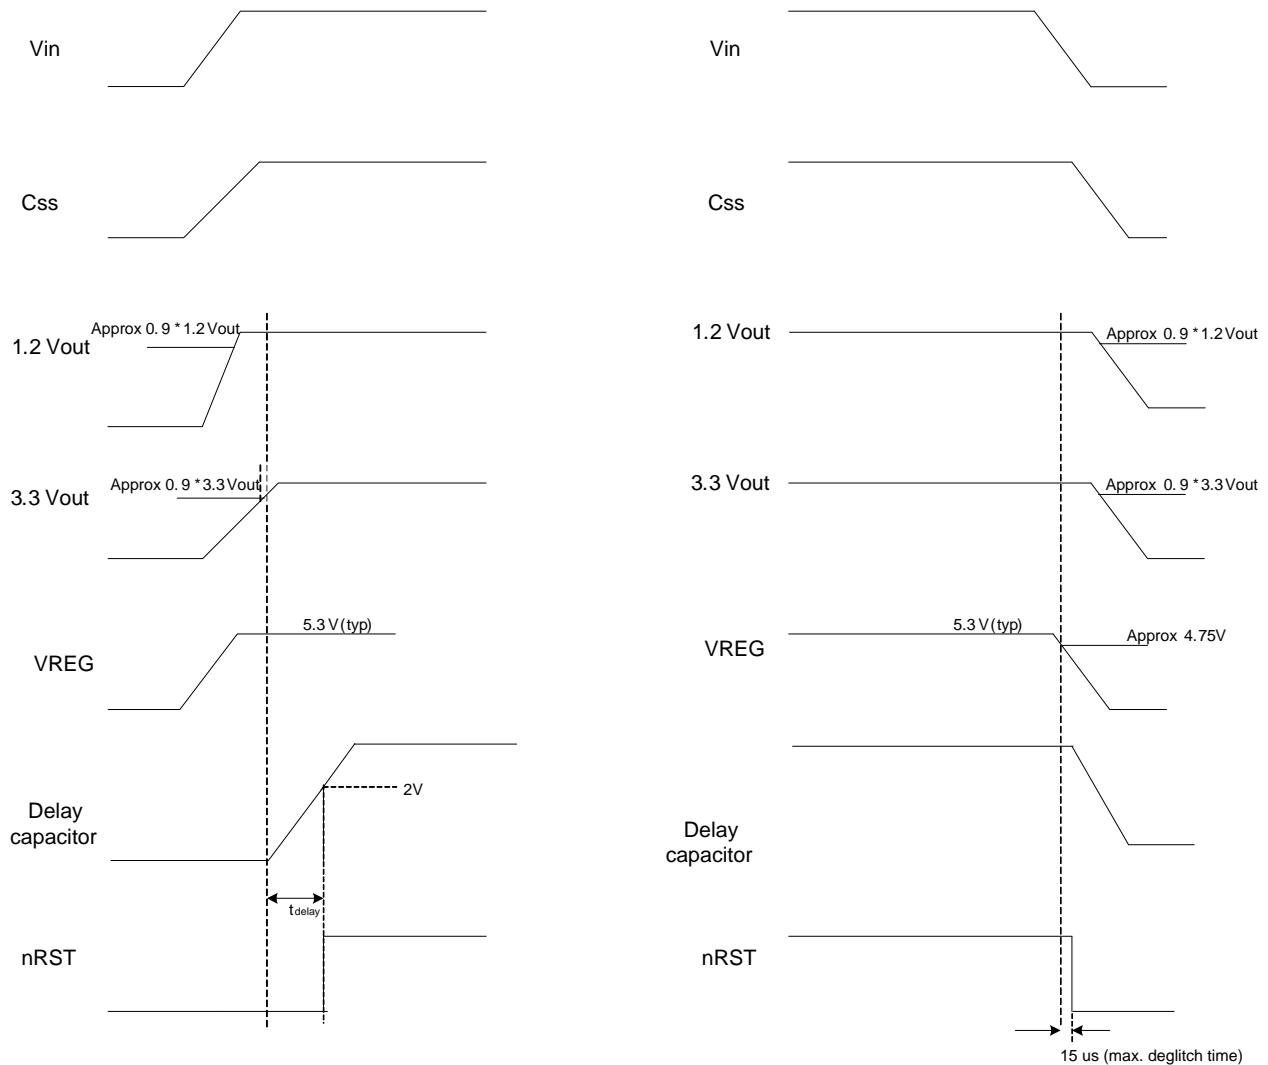 Vin
Css
Approx 0.9 * 1.2 Vout
1.2 Vout
Approx 0.9 * 3.3 Vout
3.3 Vout
5.3 V (typ)
VREG
2V
Delay
capacitor
tdelay
nRST
Vin
Css
1.2 Vout
Approx 0.9 * 1.2 Vout
3.3 Vout
Approx 0.9 * 3.3 Vout
5.3 V (typ)
Approx 4.75V
VREG
Delay
capacitor
nRST
15 us (max. deglitch time)